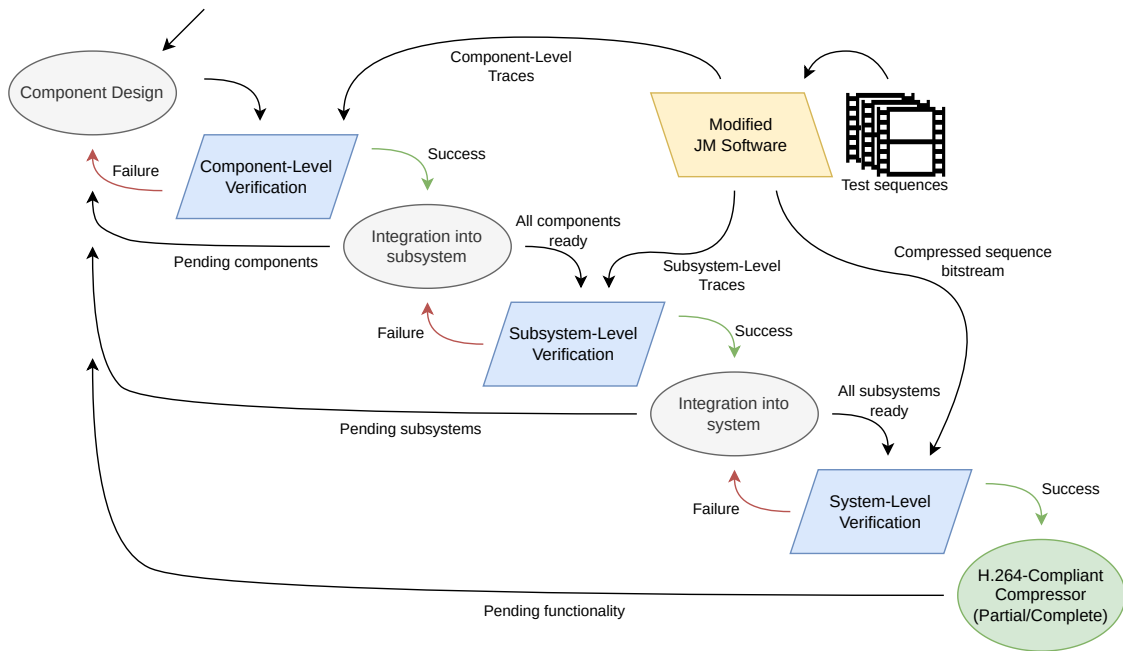 Component-Level
Traces
Component Design
Modified
JM Software
Test sequences
Failure
Component-Level
Verification
Success
Pending components
Integration into
subsystem
All components
ready
Subsystem-Level
Traces
Compressed sequence
bitstream
Failure
Subsystem-Level
Verification
Success
Pending subsystems
Integration into
system
All subsystems
ready
Failure
System-Level
Verification
Success
Pending functionality
H.264-Compliant
Compressor
(Partial/Complete)